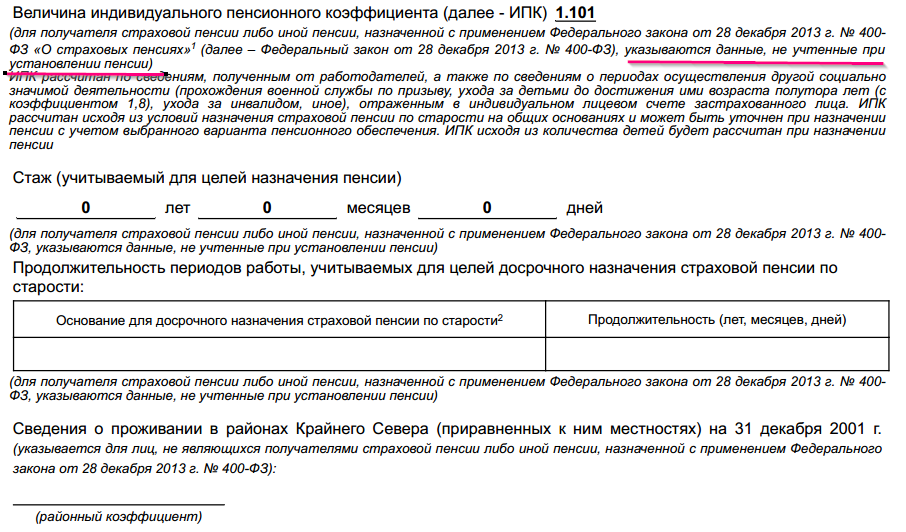 Величина индивидуального пенсионного коэффициента (далее - ИПК) 1.101
(для получателя страховой пенсии либо иной пенсии, назначенной с применением Федерального закона от 28 декабря 2013 г. № 400-
ФЗ «О страховых пенсиях»1 (далее – Федеральный закон от 28 декабря 2013 г. № 400-ФЗ), указываются данные, не учтенные при
установлении пенсии)
ИПК рассчитан по сведениям, полученным от работодателей, а также по сведениям о периодах осуществления другой социально
значимой деятельности (прохождения военной службы по призыву, ухода за детьми до достижения ими возраста полутора лет (с
коэффициентом 1,8), ухода за инвалидом, иное), отраженным в индивидуальном лицевом счете застрахованного лица. ИПК
рассчитан исходя из условий назначения страховой пенсии по старости на общих основаниях и может быть уточнен при назначении
пенсии с учетом выбранного варианта пенсионного обеспечения. ИПК исходя из количества детей будет рассчитан при назначении
пенсии
Стаж (учитываемый для целей назначения пенсии)
0 лет 0 месяцев 0 дней
(для получателя страховой пенсии либо иной пенсии, назначенной с применением Федерального закона от 28 декабря 2013 г. № 400-
ФЗ, указываются данные, не учтенные при установлении пенсии)
Продолжительность периодов работы, учитываемых для целей досрочного назначения страховой пенсии по
старости:
Основание для досрочного назначения страховой пенсии по старости2 Продолжительность (лет, месяцев, дней)
(для получателя страховой пенсии либо иной пенсии, назначенной с применением Федерального закона от 28 декабря 2013 г. № 400-
ФЗ, указываются данные, не учтенные при установлении пенсии)
Сведения о проживании в районах Крайнего Севера (приравненных к ним местностях) на 31 декабря 2001 г.
(указывается для лиц, не являющихся получателями страховой пенсии либо иной пенсии, назначенной с применением Федерального
закона от 28 декабря 2013 г. № 400-ФЗ):
(районный коэффициент)